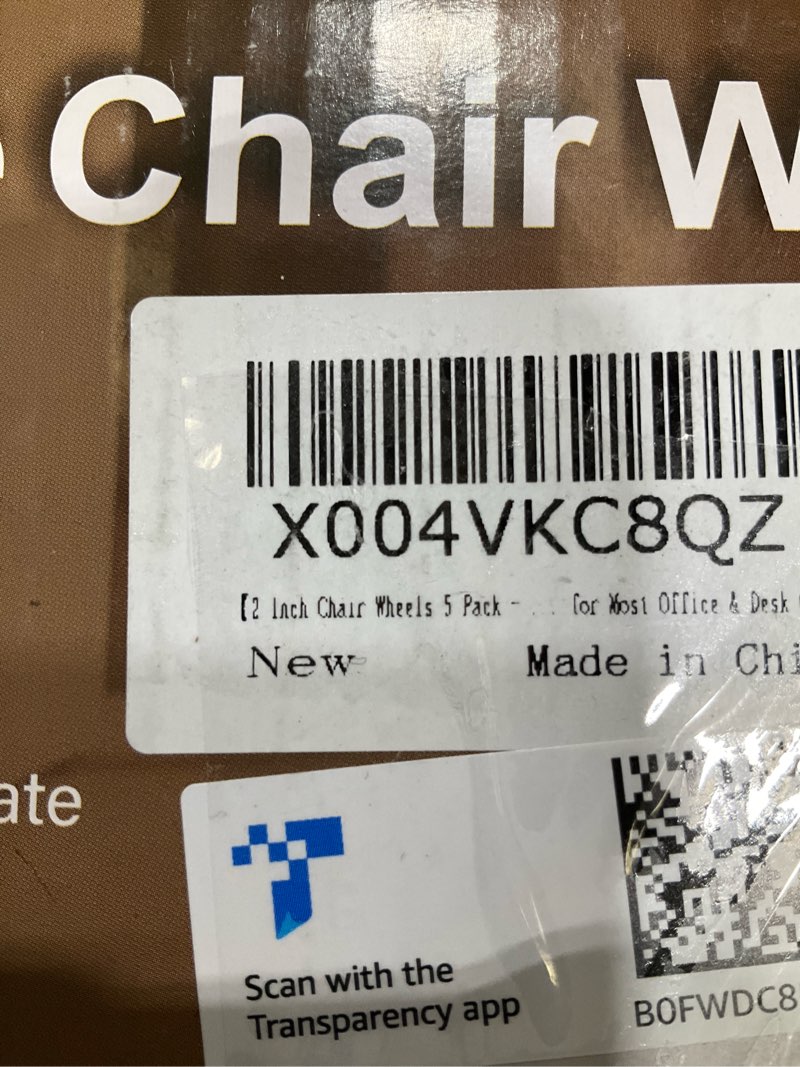 Chair W
X004VKC8QZ
[2 Inch Chair Wheels 5 Pack - ... for Most Office & Desk
New Made in Chi
ate
Scan with the
Transparency app
B0FWDC8